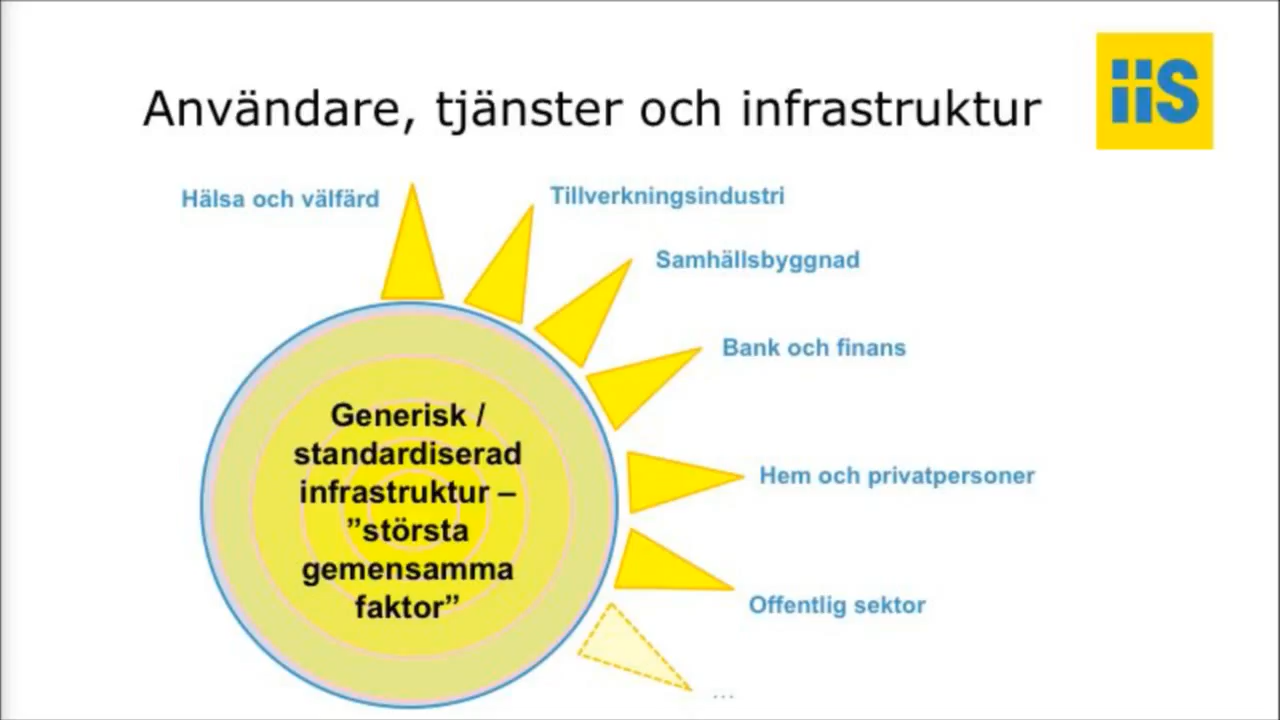 Användare, tjänster och infrastruktur
iis
Hälsa och välfärd
Tillverkningsindustri
Samhällsbyggnad
Bank och finans
Hem och privatpersoner
Offentlig sektor
...
Generisk /
standardiserad
infrastruktur –
”största
gemensamma
faktor”